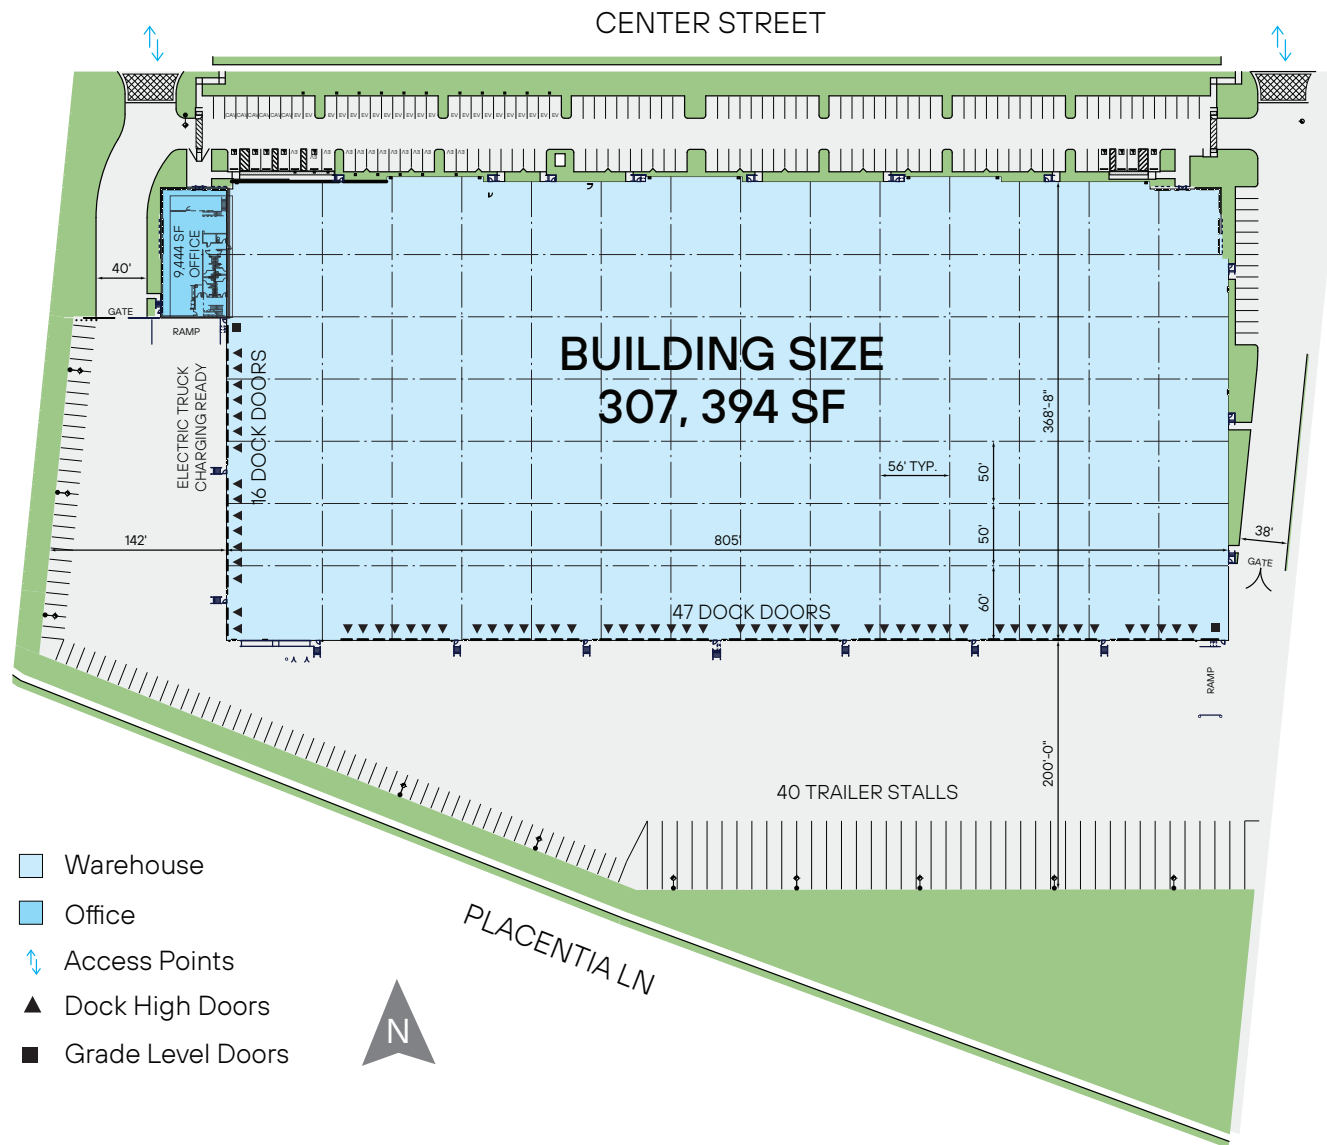 CENTER STREET
9,444 SF
OFFICE
40'
GATE
RAMP
ELECTRIC TRUCK
CHARGING READY
16 DOCK DOORS
BUILDING SIZE
307, 394 SF
368'-8"
56' TYP.
50'
50'
60'
142'
805'
38'
GATE
47 DOCK DOORS
RAMP
200'-0"
40 TRAILER STALLS
PLACENTIA LN
Warehouse
Office
Access Points
Dock High Doors
Grade Level Doors
N